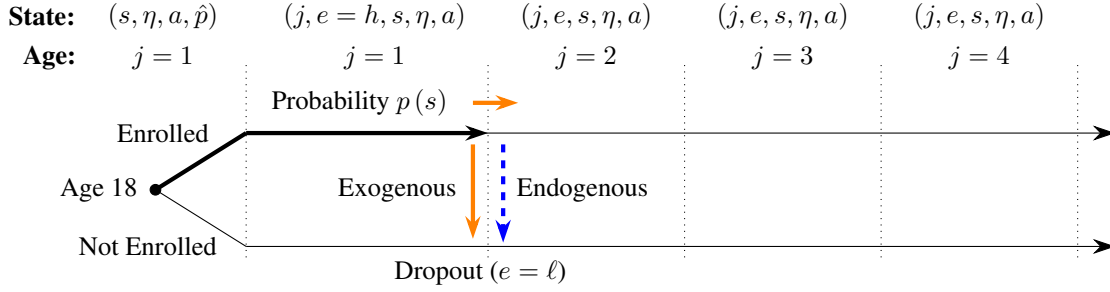 State: (s, η, a, p̂) (j, e = h, s, η, a) (j, e, s, η, a) (j, e, s, η, a) (j, e, s, η, a)
Age: j = 1 j = 1 j = 2 j = 3 j = 4
Probability p (s)
Enrolled
Age 18
Exogenous Endogenous
Not Enrolled
Dropout (e = ℓ)